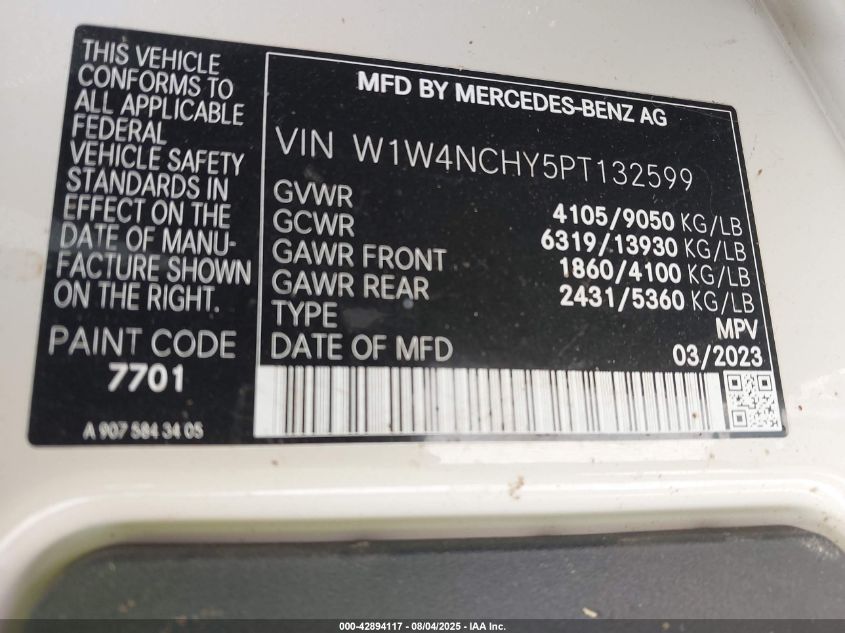 THIS VEHICLE
CONFORMS TO
ALL APPLICABLE
FEDERAL
VEHICLE SAFETY
STANDARDS IN
EFFECT ON THE
DATE OF MANU-
FACTURE SHOWN
ON THE RIGHT.
PAINT CODE
7701
A 907 584 34 05
MFD BY MERCEDES-BENZ AG
VIN W1W4NCHY5PT132599
GVWR 4105/9050 KG/LB
GCWR 6319/13930 KG/LB
GAWR FRONT 1860/4100 KG/LB
GAWR REAR 2431/5360 KG/LB
TYPE MPV
DATE OF MFD 03/2023
000-42894117 - 08/04/2025 - IAA Inc.